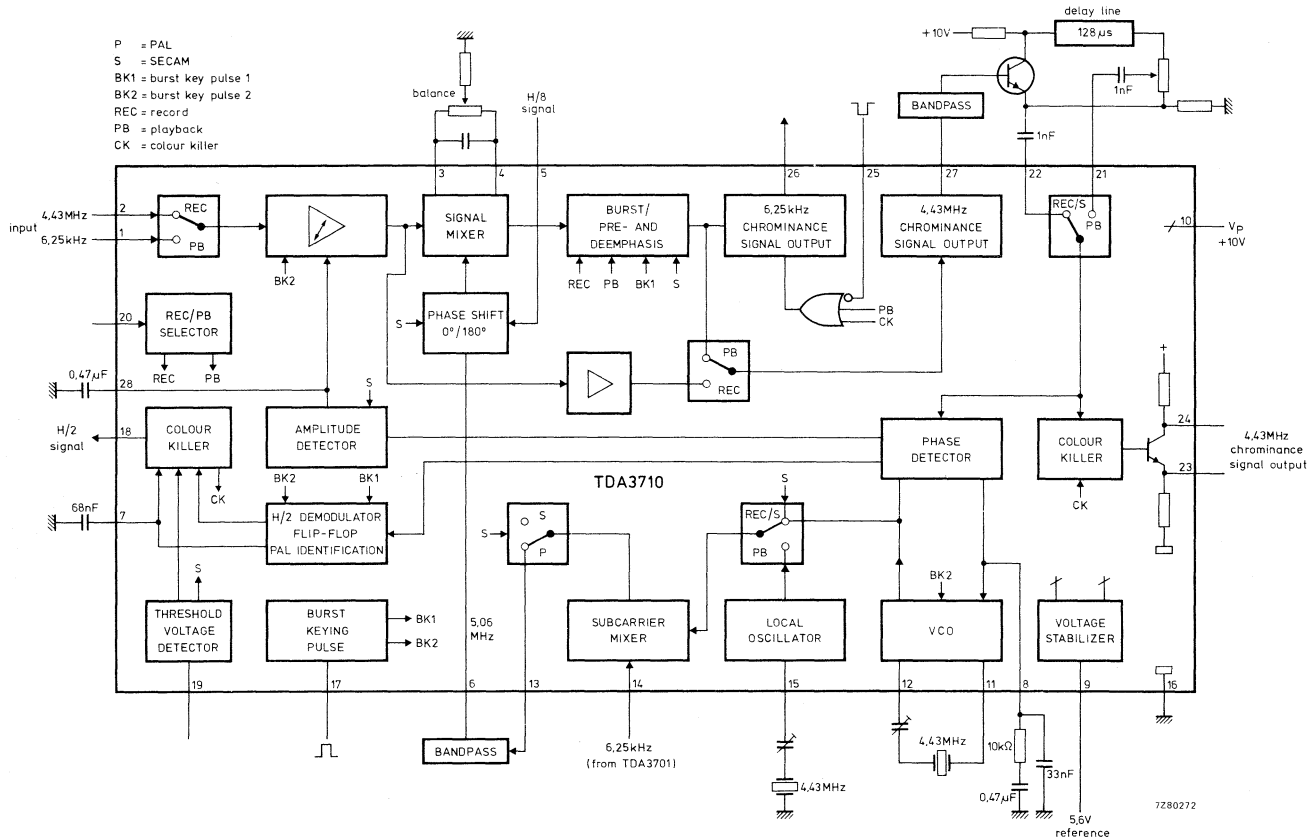 P = PAL
S = SECAM
BK1 = burst key pulse 1
BK2 = burst key pulse 2
REC = record
PB = playback
CK = colour killer
balance
H/8
signal
+10V
delay line
128µs
1nF
BANDPASS
1nF
3
4
5
26
25
27
22
21
input
4,43MHz
6,25kHz
2
1
REC
PB
BK2
SIGNAL
MIXER
BURST/
PRE- AND
DEEMPHASIS
REC
PB
BK1
S
6,25kHz
CHROMINANCE
SIGNAL OUTPUT
4,43MHz
CHROMINANCE
SIGNAL OUTPUT
REC/S
PB
10
VP
+10V
PB
CK
20
REC/PB
SELECTOR
REC
PB
S
PHASE SHIFT
0°/180°
PB
REC
0,47µF
28
H/2
signal
18
COLOUR
KILLER
CK
S
AMPLITUDE
DETECTOR
BK2
BK1
TDA3710
PHASE
DETECTOR
COLOUR
KILLER
CK
+
24
23
4,43MHz
chrominance
signal output
68nF
7
H/2 DEMODULATOR
FLIP-FLOP
PAL IDENTIFICATION
S
S
P
S
REC/S
PB
BK2
S
THRESHOLD
VOLTAGE
DETECTOR
BURST
KEYING
PULSE
BK1
BK2
5,06
MHz
SUBCARRIER
MIXER
LOCAL
OSCILLATOR
VCO
VOLTAGE
STABILIZER
19
17
6
13
14
15
12
11
8
9
16
BANDPASS
6,25kHz
(from TDA3701)
4,43MHz
4,43MHz
10kΩ
0,47µF
33nF
5,6V
reference
7Z80272